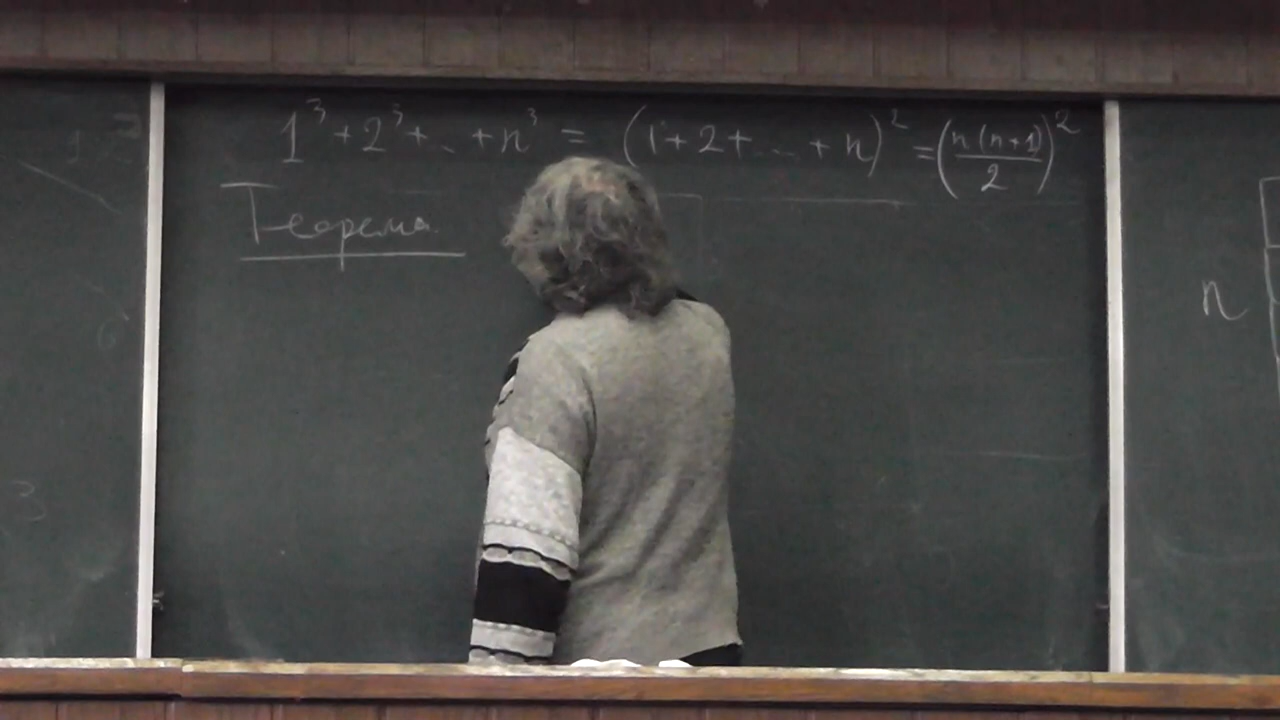 1³+2³+...+n³ = (1+2+...+n)² = (n(n+1)/2)²
Теорема
n